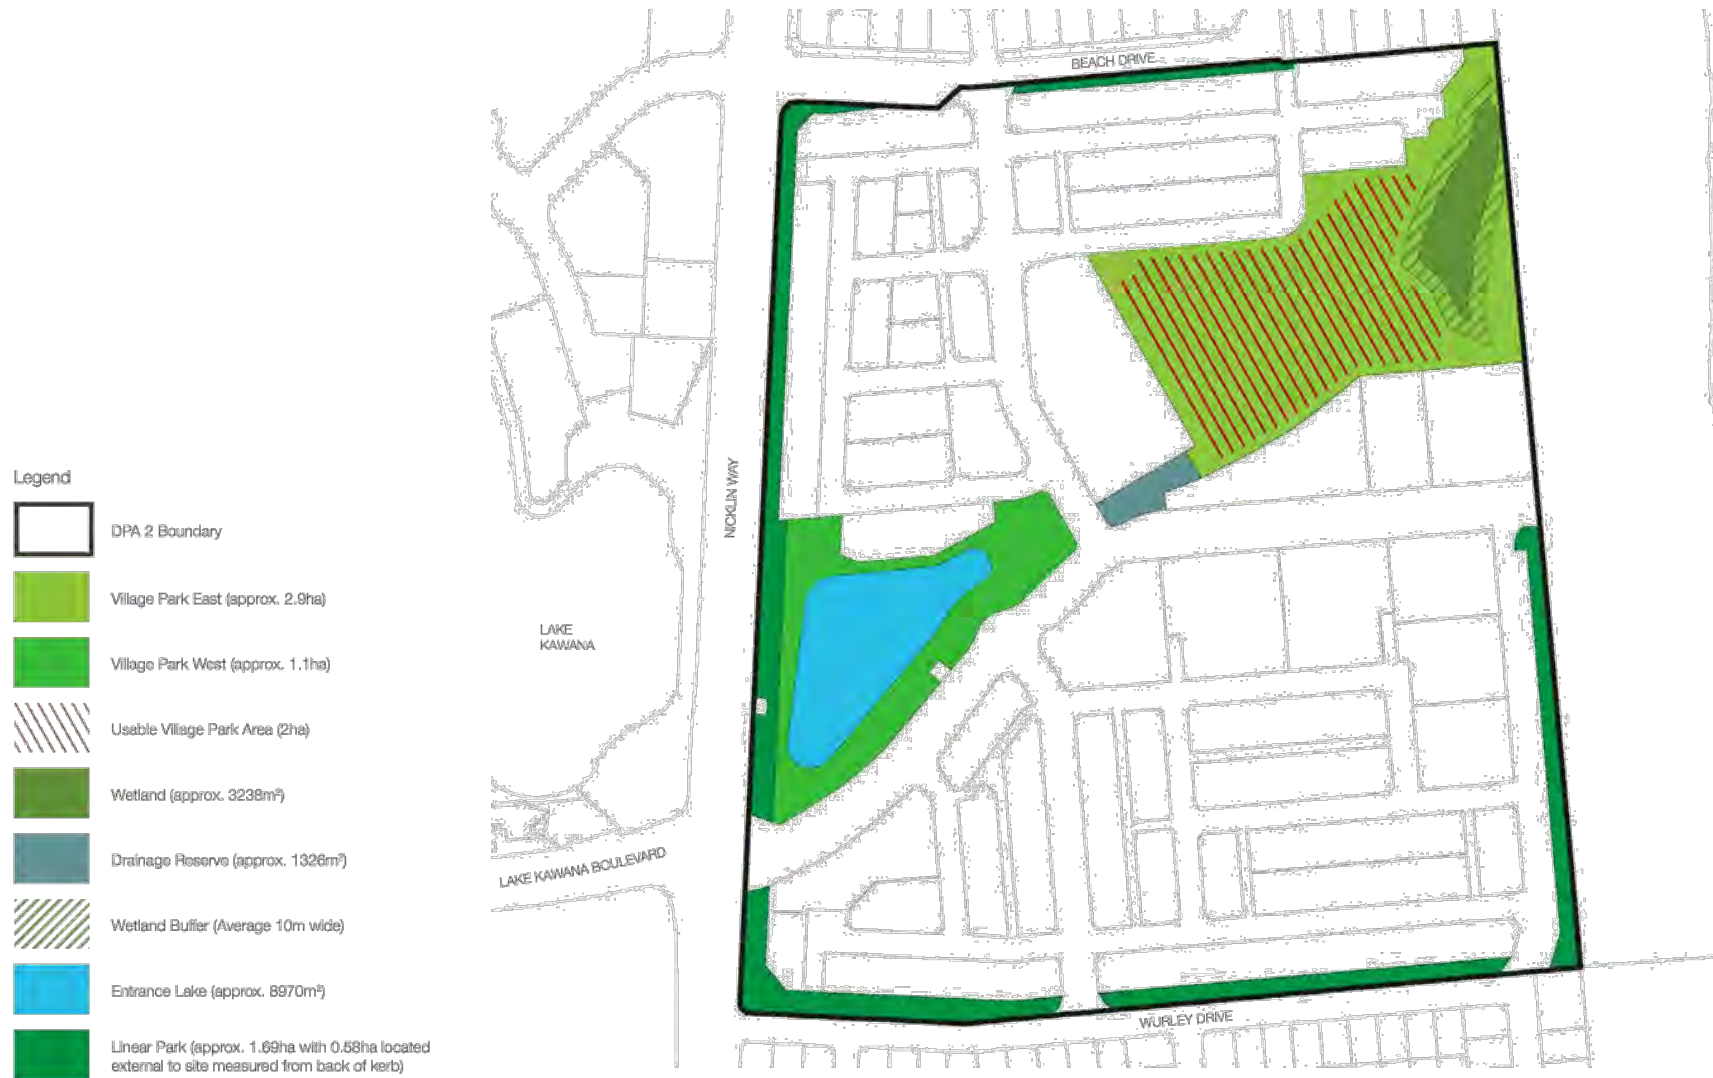 BEACH DRIVE
NICKLIN WAY
Legend
DPA 2 Boundary
Village Park East (approx. 2.9ha)
LAKE
KAWANA
Village Park West (approx. 1.1ha)
Usable Village Park Area (2ha)
Wetland (approx. 3238m²)
Drainage Reserve (approx. 1326m²)
LAKE KAWANA BOULEVARD
Wetland Buffer (Average 10m wide)
Entrance Lake (approx. 8970m²)
WURLEY DRIVE
Linear Park (approx. 1.69ha with 0.58ha located
external to site measured from back of kerb)